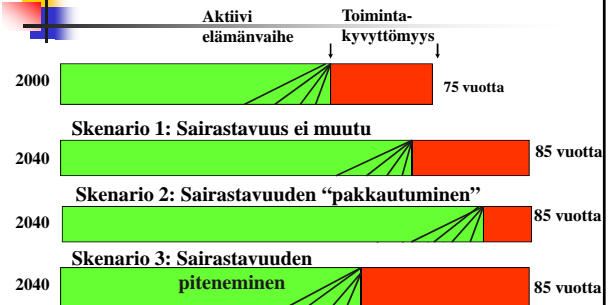 Aktiivi Toiminta-
elämänvaihe kyvyttömyys
2000 75 vuotta
Skenario 1: Sairastavuus ei muutu
2040 85 vuotta
Skenario 2: Sairastavuuden “pakkautuminen”
2040 85 vuotta
Skenario 3: Sairastavuuden
piteneminen
2040 85 vuotta